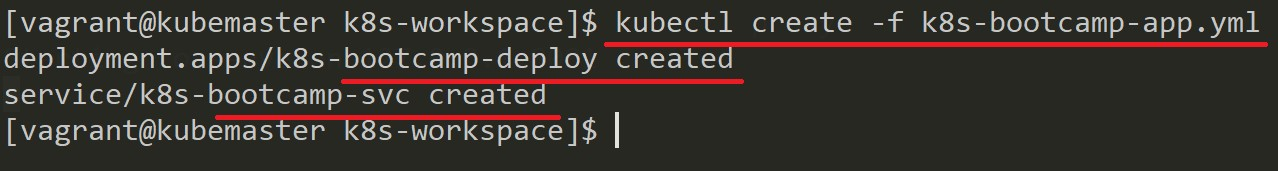 [vagrant@kubemaster k8s-workspace]$ kubectl create -f k8s-bootcamp-app.yml
deployment.apps/k8s-bootcamp-deploy created
service/k8s-bootcamp-svc created
[vagrant@kubemaster k8s-workspace]$